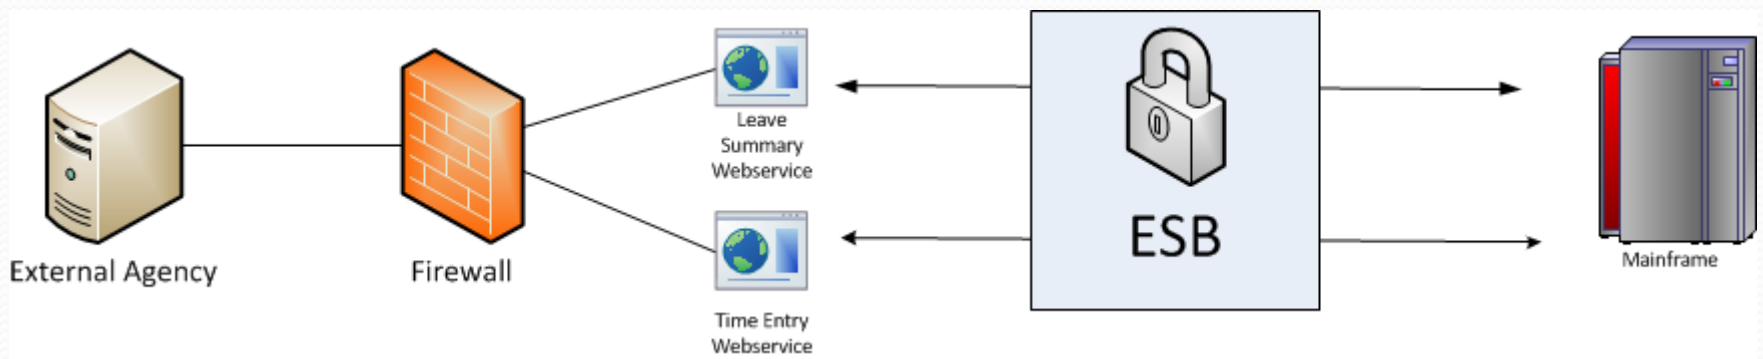 External Agency
Firewall
Leave
Summary
Webservice
Time Entry
Webservice
ESB
Mainframe